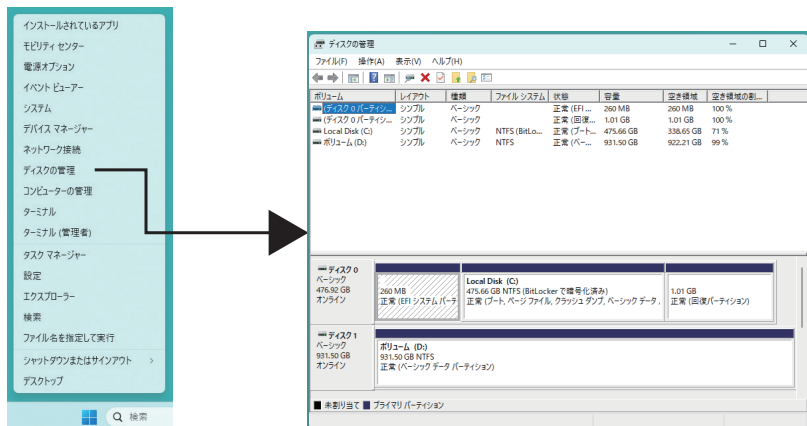 インストールされているアプリ
モビリティ センター
電源オプション
イベント ビューアー
システム
デバイス マネージャー
ネットワーク接続
ディスクの管理
コンピューターの管理
ターミナル
ターミナル (管理者)
タスク マネージャー
設定
エクスプローラー
検索
ファイル名を指定して実行
シャットダウンまたはサインアウト
デスクトップ
検索
ディスクの管理
ファイル(F) 操作(A) 表示(V) ヘルプ(H)
ボリューム レイアウト 種類 ファイル システム 状態 容量 空き領域 空き領域の割...
(ディスク 0 パーティシ... シンプル ベーシック 正常 (EFI ... 260 MB 260 MB 100 %
(ディスク 0 パーティシ... シンプル ベーシック 正常 (回復... 1.01 GB 1.01 GB 100 %
Local Disk (C:) シンプル ベーシック NTFS (BitLo... 正常 (ブート... 475.66 GB 338.65 GB 71 %
ボリューム (D:) シンプル ベーシック NTFS 正常 (ベー... 931.50 GB 922.21 GB 99 %
ディスク 0
ベーシック
476.92 GB
オンライン
260 MB
正常 (EFI システム パーテ
Local Disk (C:)
475.66 GB NTFS (BitLocker で暗号化済み)
正常 (ブート, ページ ファイル, クラッシュ ダンプ, ベーシック データ,
1.01 GB
正常 (回復パーティション)
ディスク 1
ベーシック
931.50 GB
オンライン
ボリューム (D:)
931.50 GB NTFS
正常 (ベーシック データ パーティション)
未割り当て プライマリ パーティション